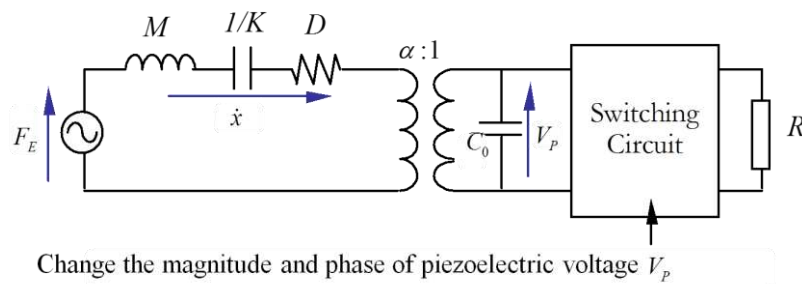 M
1/K
D
α:1
ẋ
F_E
C_0
V_P
Switching
Circuit
R
Change the magnitude and phase of piezoelectric voltage V_P